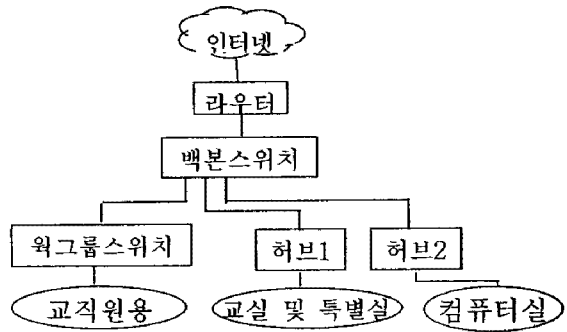 인터넷
라우터
백본스위치
웍그룹스위치 허브1 허브2
교직원용 교실 및 특별실 컴퓨터실